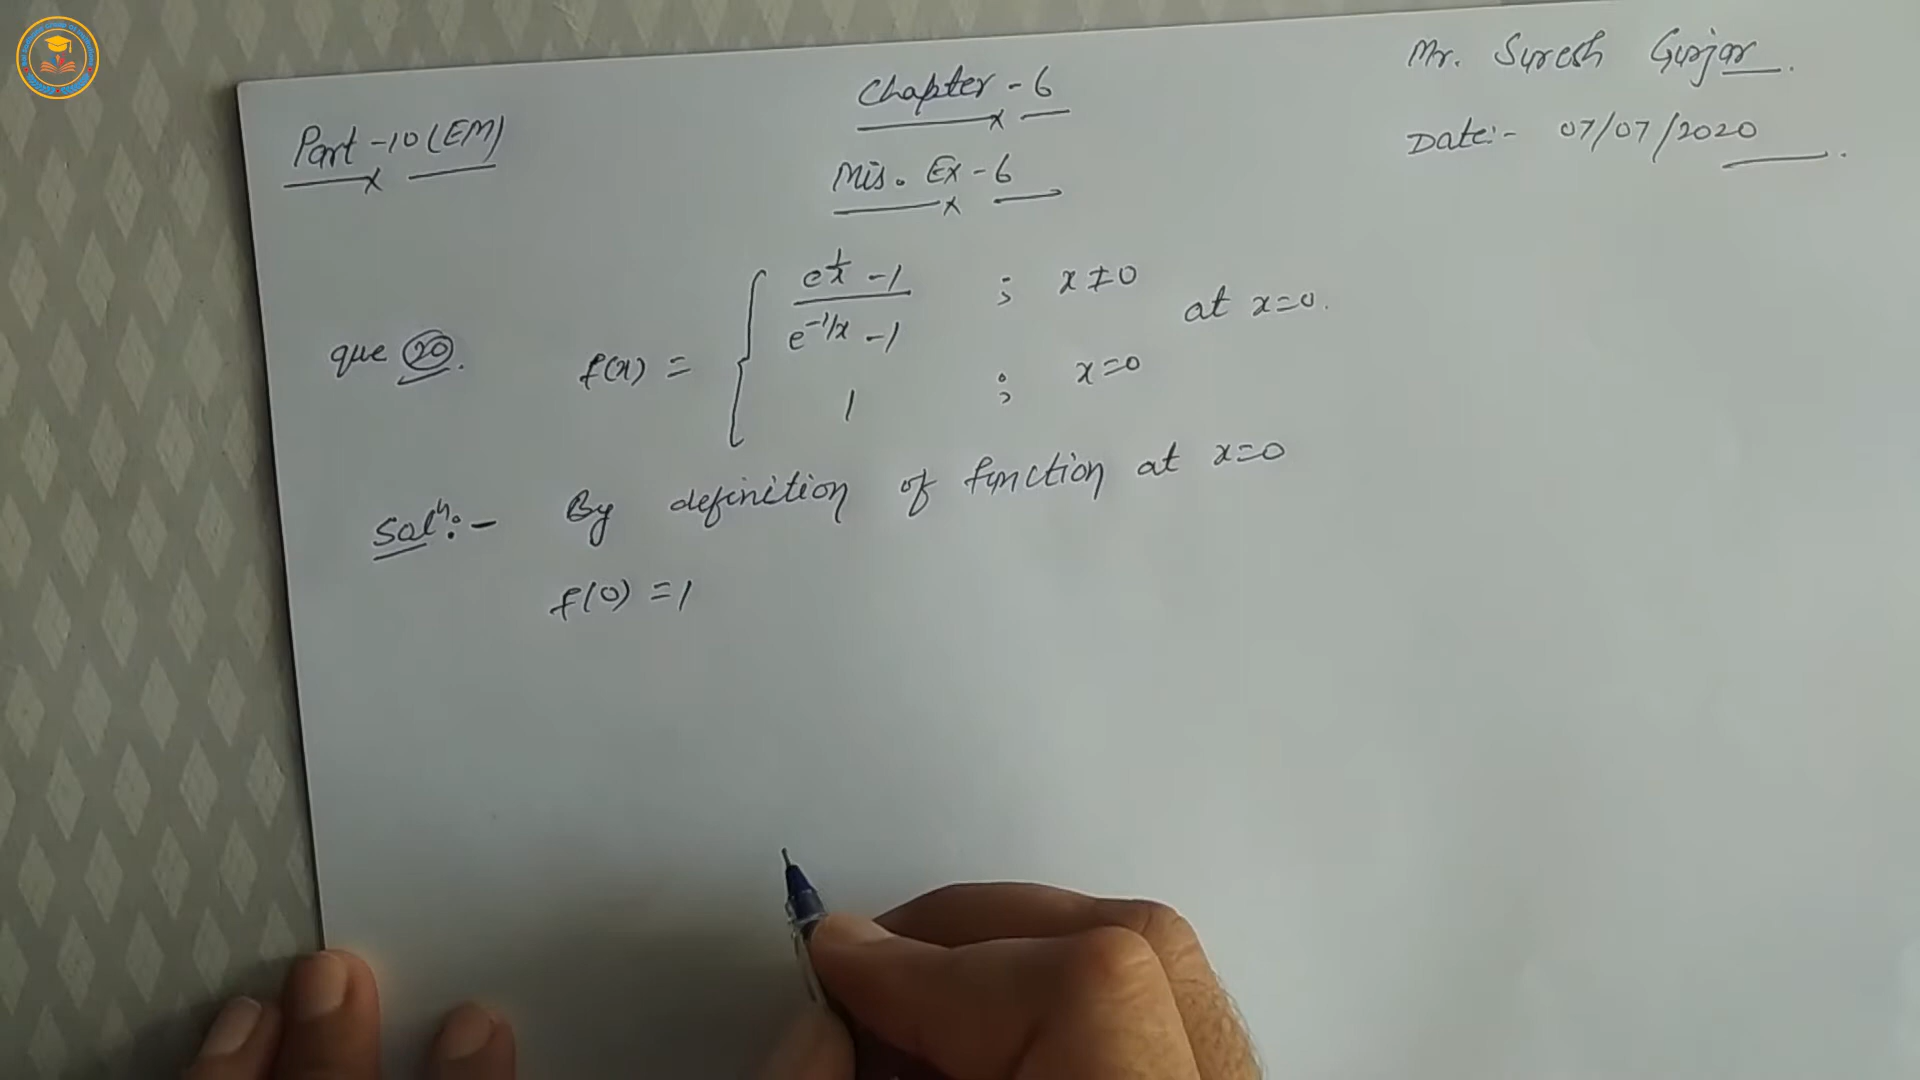 Mr. Suresh Gurjar.
Date:- 07/07/2020.
Chapter - 6
Part -10 (EM)
Mis. Ex - 6
que 20. f(x) = { e^{1/x} -1 / e^{-1/x} -1 ; x≠0
1 ; x=0
at x=0.
Solⁿ:- By definition of function at x=0
f(0) = 1